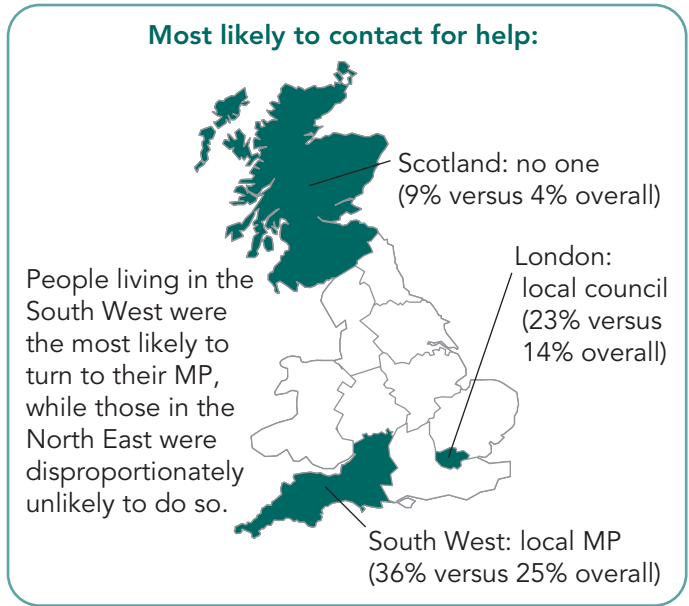 Most likely to contact for help:
Scotland: no one
(9% versus 4% overall)
London:
local council
(23% versus
14% overall)
People living in the
South West were
the most likely to
turn to their MP,
while those in the
North East were
disproportionately
unlikely to do so.
South West: local MP
(36% versus 25% overall)